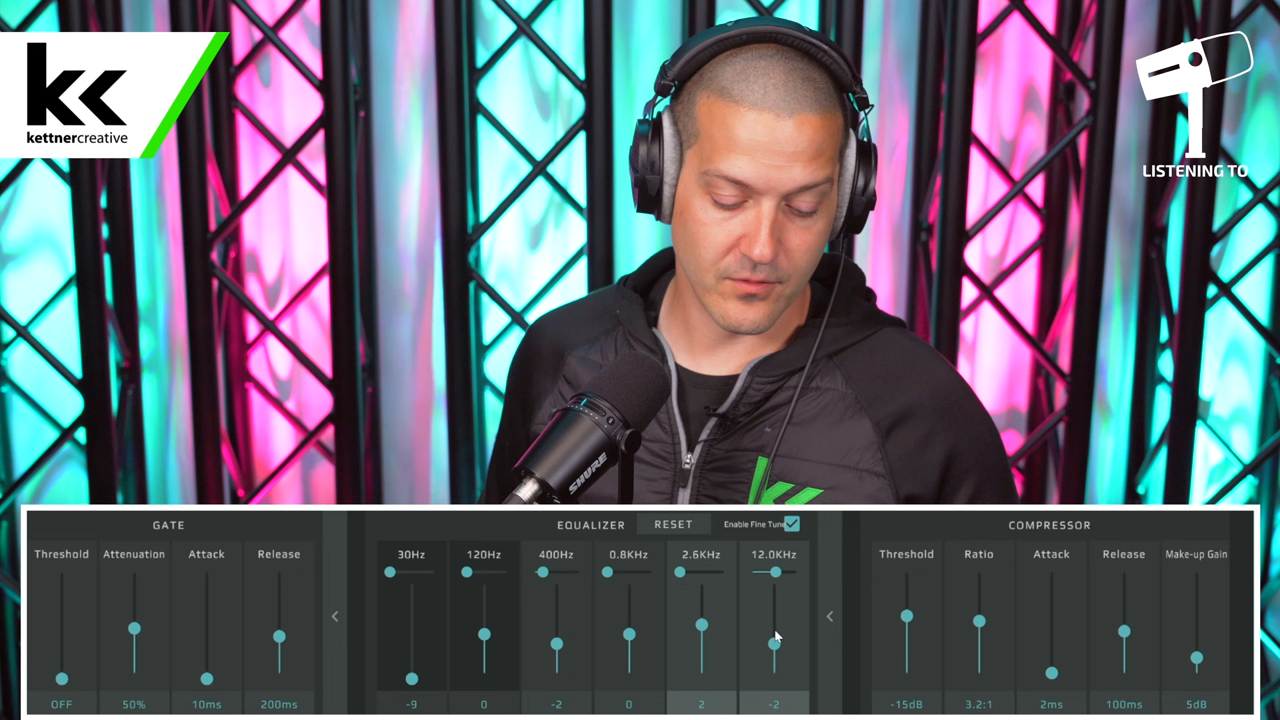 kk
kettnercreative
LISTENING TO
SHURE
GATE
EQUALIZER
RESET
Enable Fine Tune
COMPRESSOR
Threshold
Attenuation
Attack
Release
30Hz
120Hz
400Hz
0.8KHz
2.6KHz
12.0KHz
Threshold
Ratio
Attack
Release
Make-up Gain
OFF
50%
10ms
200ms
-9
0
-2
0
2
-2
-15dB
3.2:1
2ms
100ms
5dB